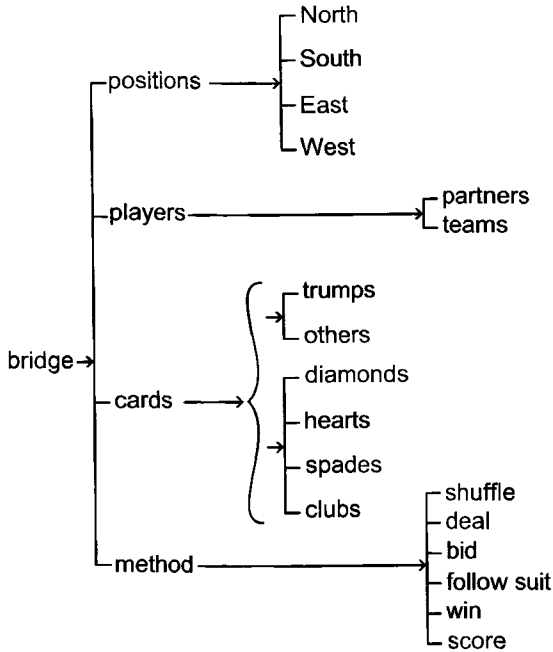 North
South
positions
East
West
partners
players
teams
trumps
others
bridge
diamonds
cards
hearts
spades
clubs
shuffle
deal
bid
method
follow suit
win
score